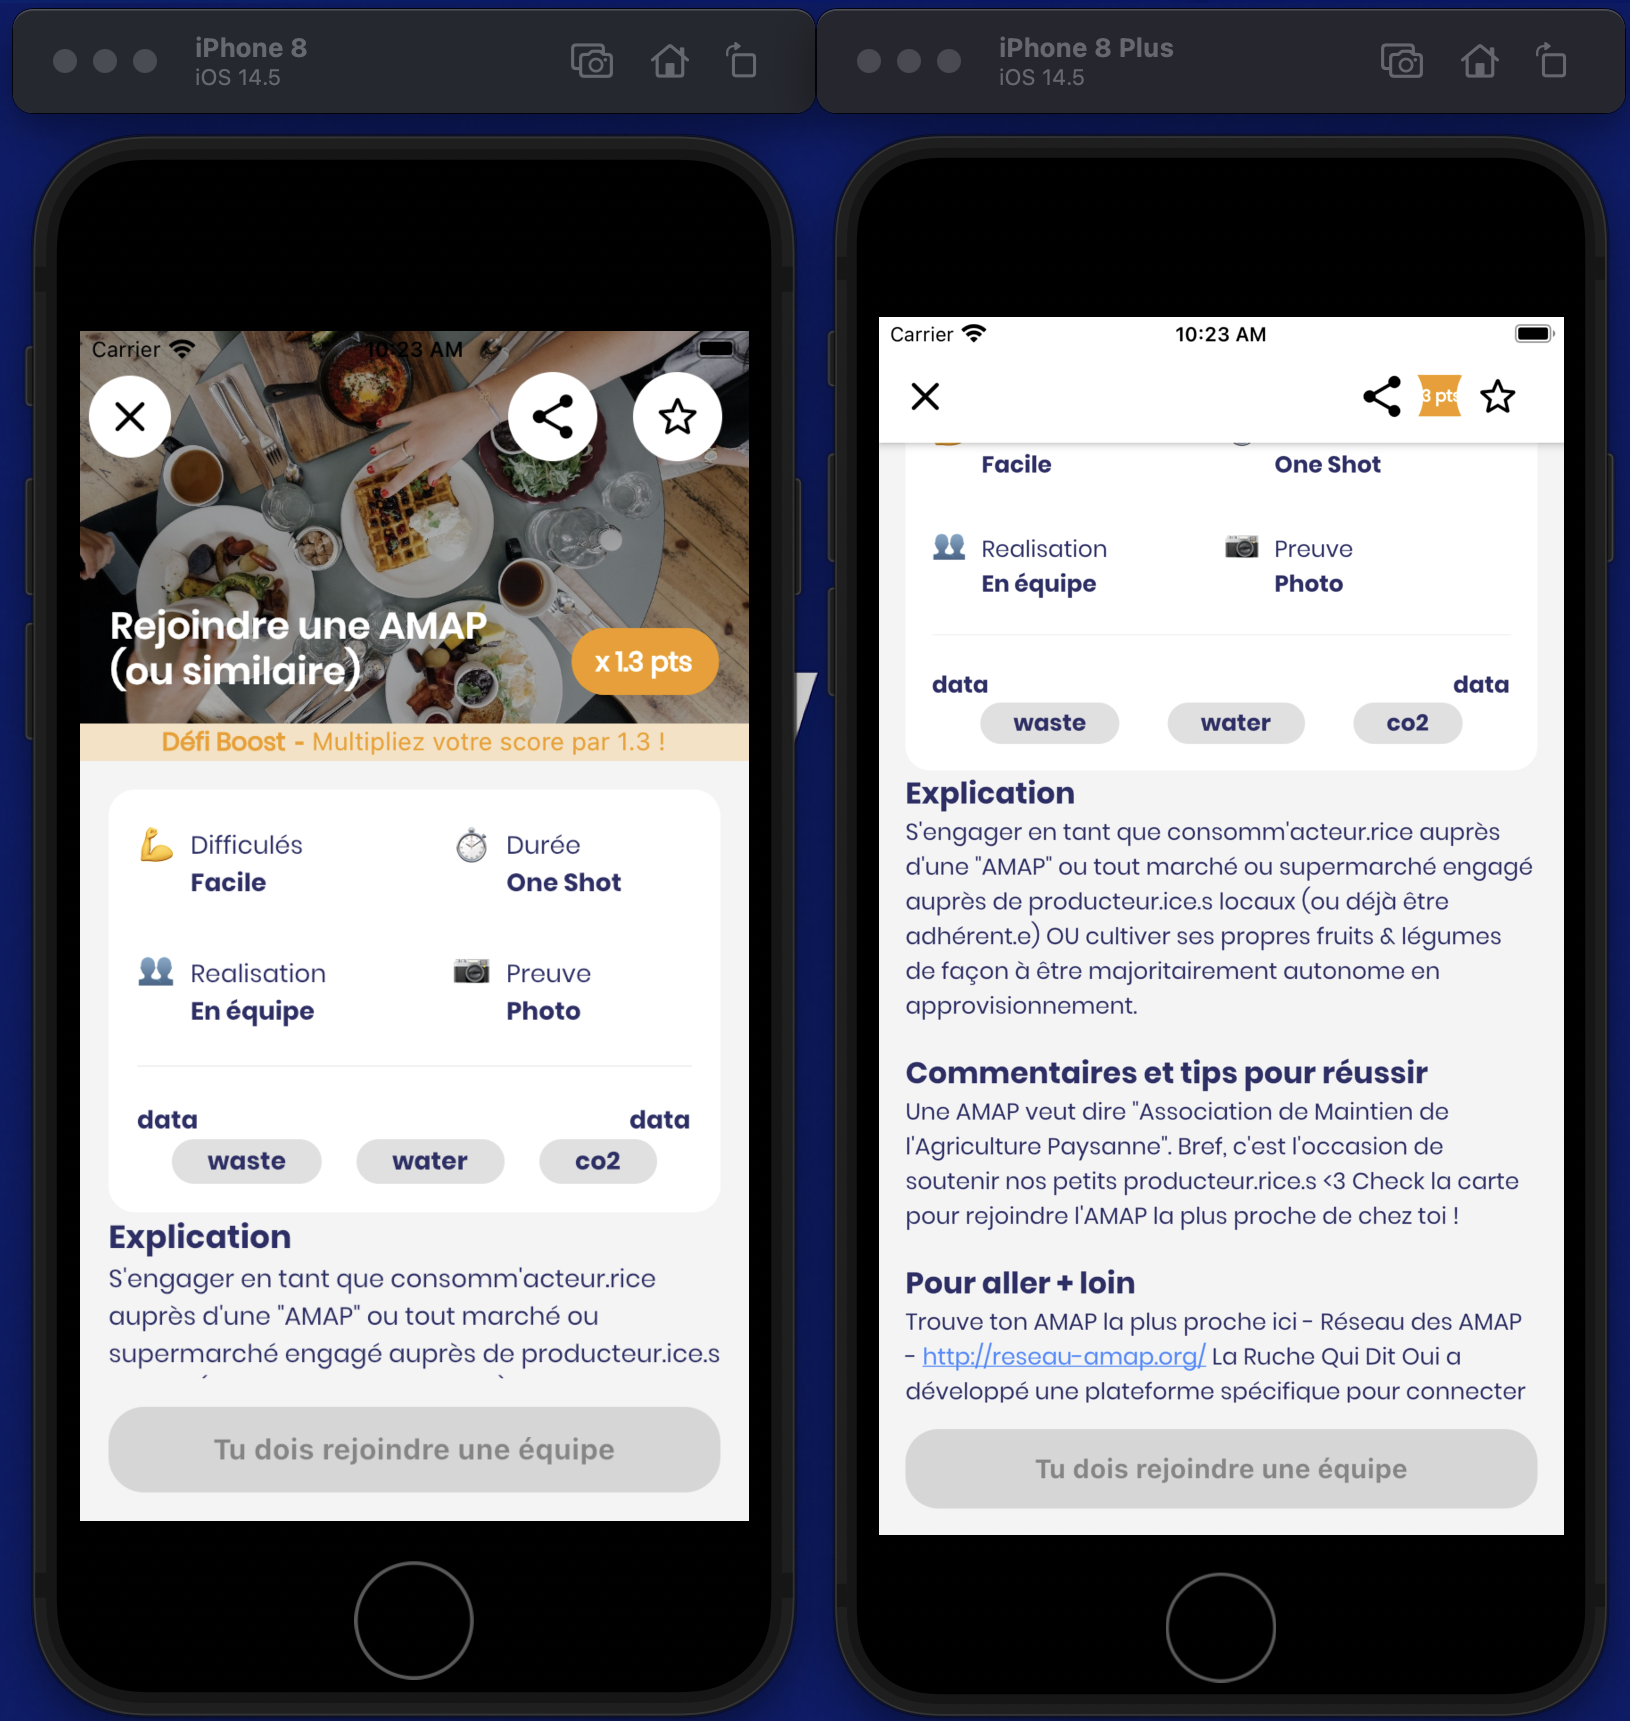 iPhone 8
iOS 14.5
Carrier
10:23 AM
Rejoindre une AMAP
(ou similaire)
x 1.3 pts
Défi Boost - Multipliez votre score par 1.3 !
Difficulés
Facile
Durée
One Shot
Realisation
En équipe
Preuve
Photo
data
data
waste
water
co2
Explication
S'engager en tant que consomm'acteur.rice
auprès d'une "AMAP" ou tout marché ou
supermarché engagé auprès de producteur.ice.s
Tu dois rejoindre une équipe
iPhone 8 Plus
iOS 14.5
Carrier
10:23 AM
3 pts
Facile
One Shot
Realisation
En équipe
Preuve
Photo
data
data
waste
water
co2
Explication
S'engager en tant que consomm'acteur.rice auprès
d'une "AMAP" ou tout marché ou supermarché engagé
auprès de producteur.ice.s locaux (ou déjà être
adhérent.e) OU cultiver ses propres fruits & légumes
de façon à être majoritairement autonome en
approvisionnement.
Commentaires et tips pour réussir
Une AMAP veut dire "Association de Maintien de
l'Agriculture Paysanne". Bref, c'est l'occasion de
soutenir nos petits producteur.rice.s <3 Check la carte
pour rejoindre l'AMAP la plus proche de chez toi !
Pour aller + loin
Trouve ton AMAP la plus proche ici - Réseau des AMAP
- http://reseau-amap.org/ La Ruche Qui Dit Oui a
développé une plateforme spécifique pour connecter
Tu dois rejoindre une équipe